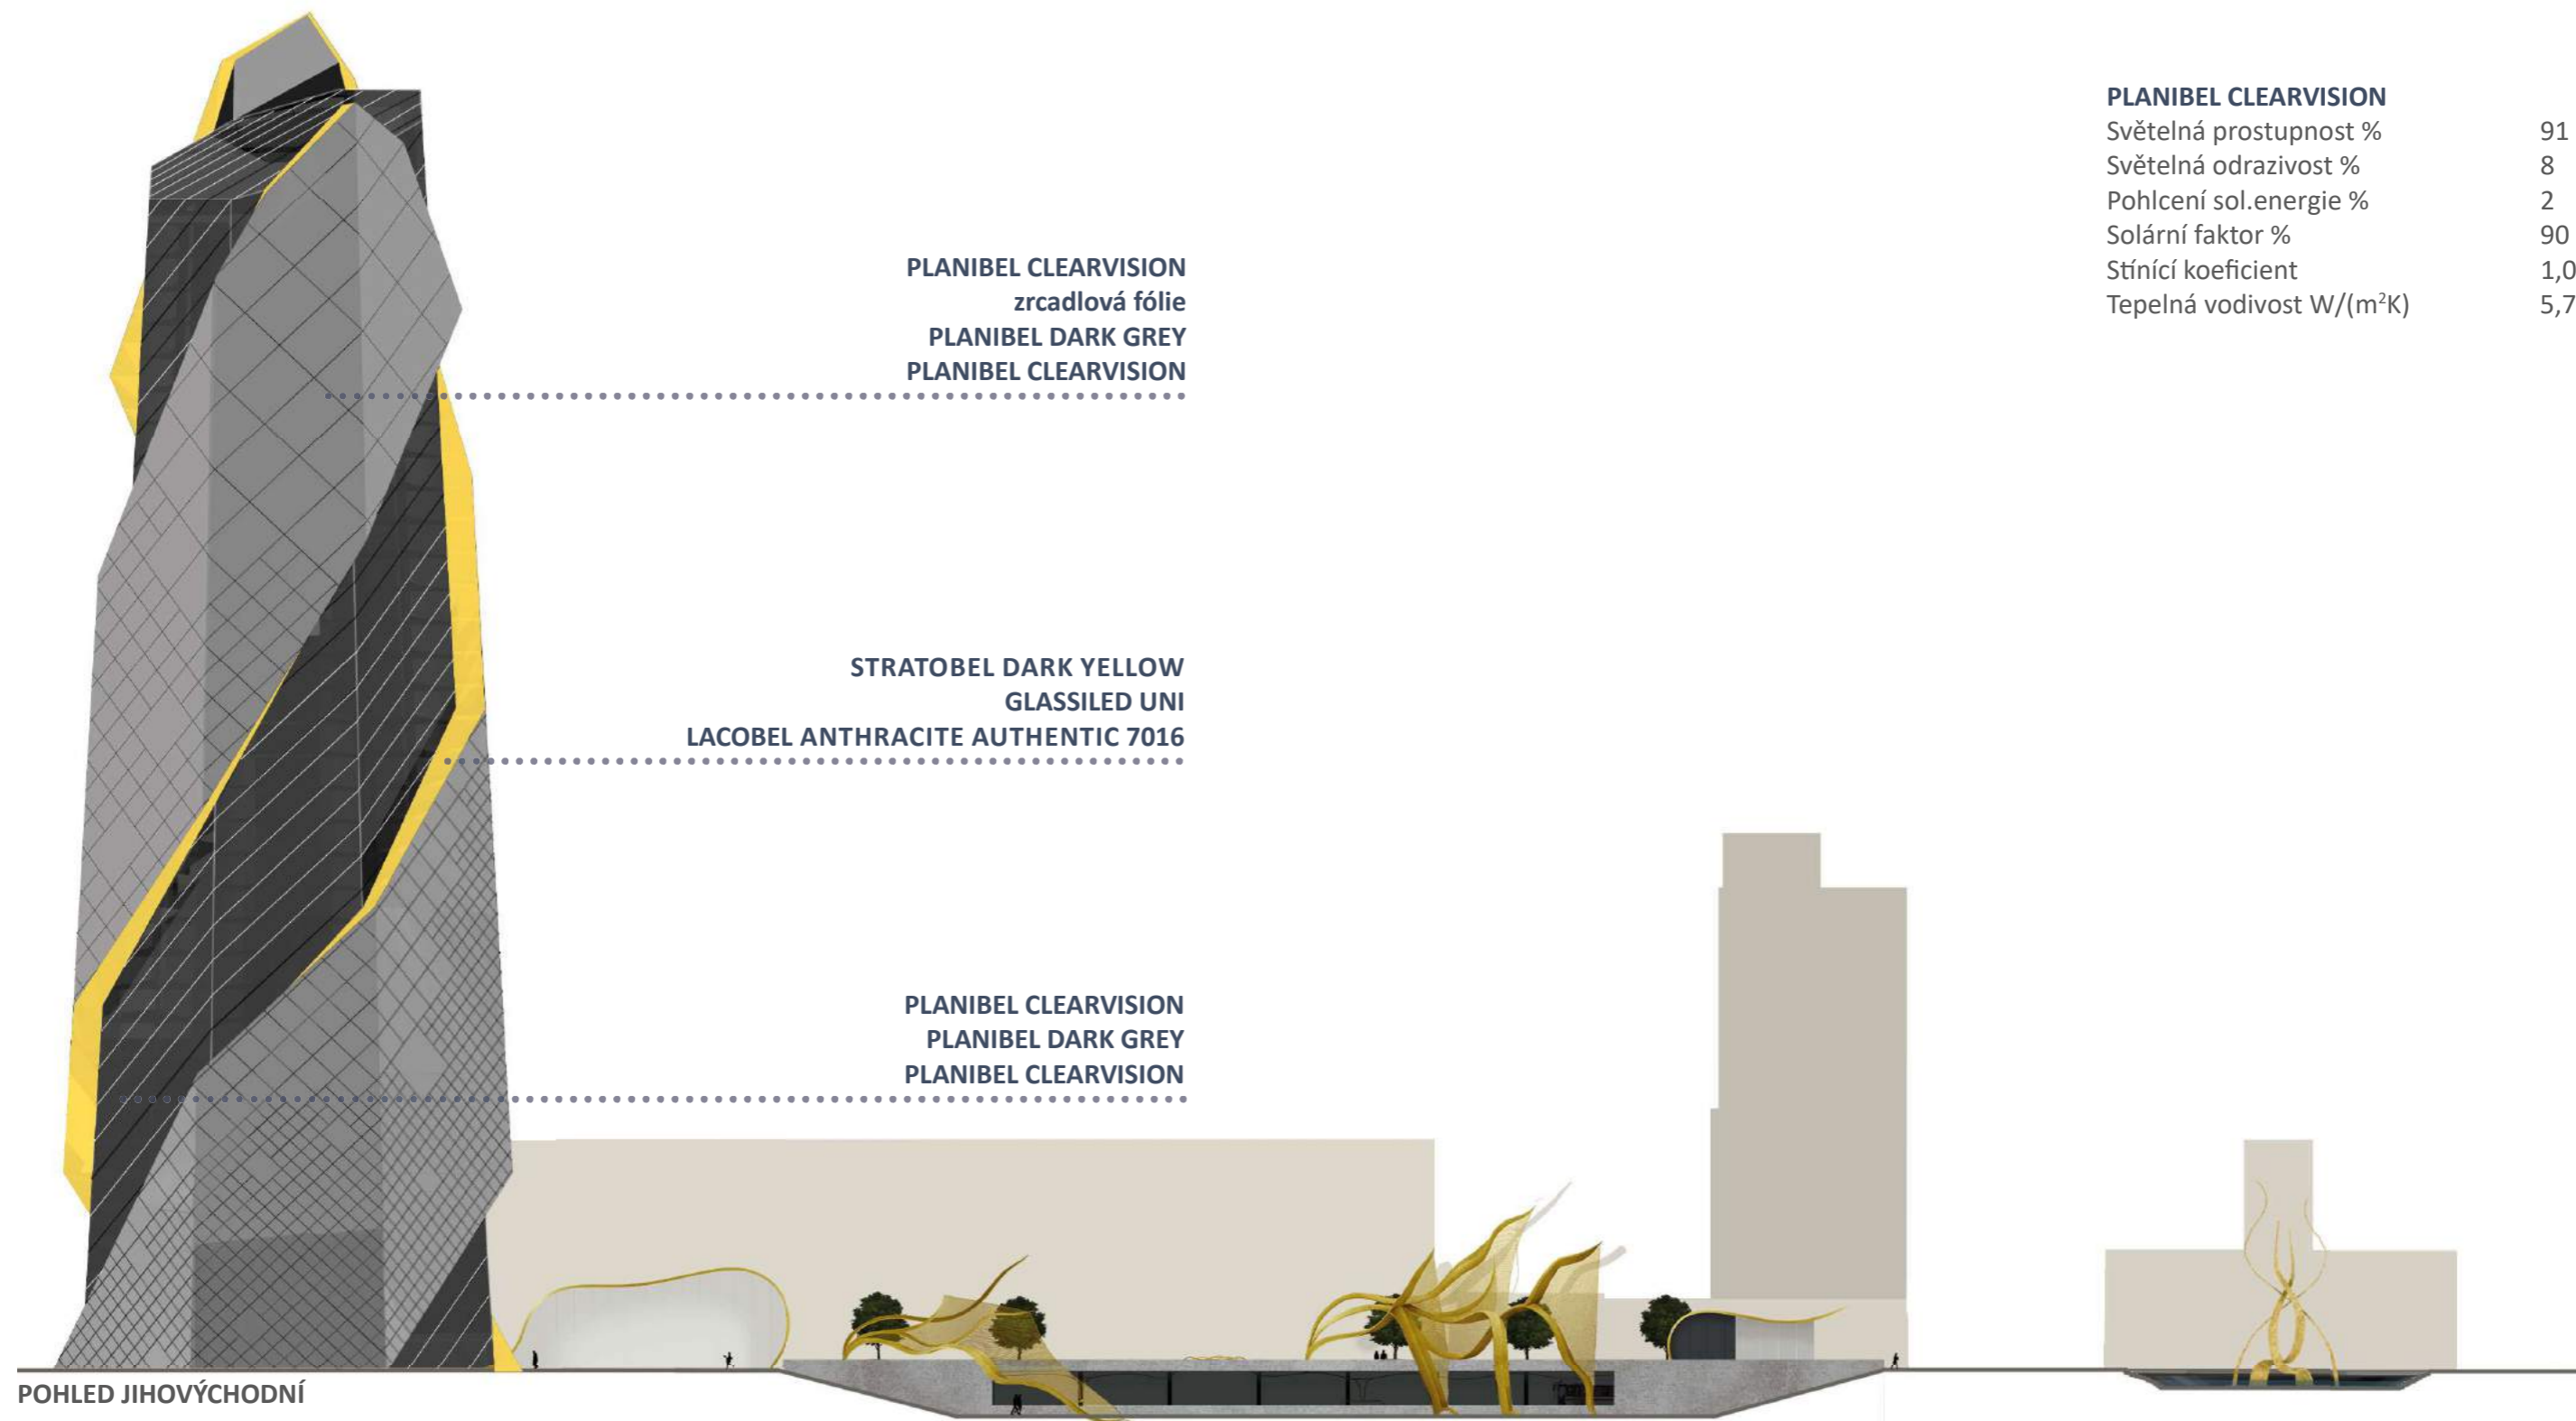 PLANIBEL CLEARVISION
Světelná prostupnost % 91
Světelná odrazivost % 8
Pohlcení sol.energie % 2
Solární faktor % 90
Stínící koeficient 1,0
Tepelná vodivost W/(m²K) 5,7
PLANIBEL CLEARVISION
zrcadlová fólie
PLANIBEL DARK GREY
PLANIBEL CLEARVISION
STRATOBEL DARK YELLOW
GLASSILED UNI
LACOBEL ANTHRACITE AUTHENTIC 7016
PLANIBEL CLEARVISION
PLANIBEL DARK GREY
PLANIBEL CLEARVISION
POHLED JIHOVÝCHODNÍ